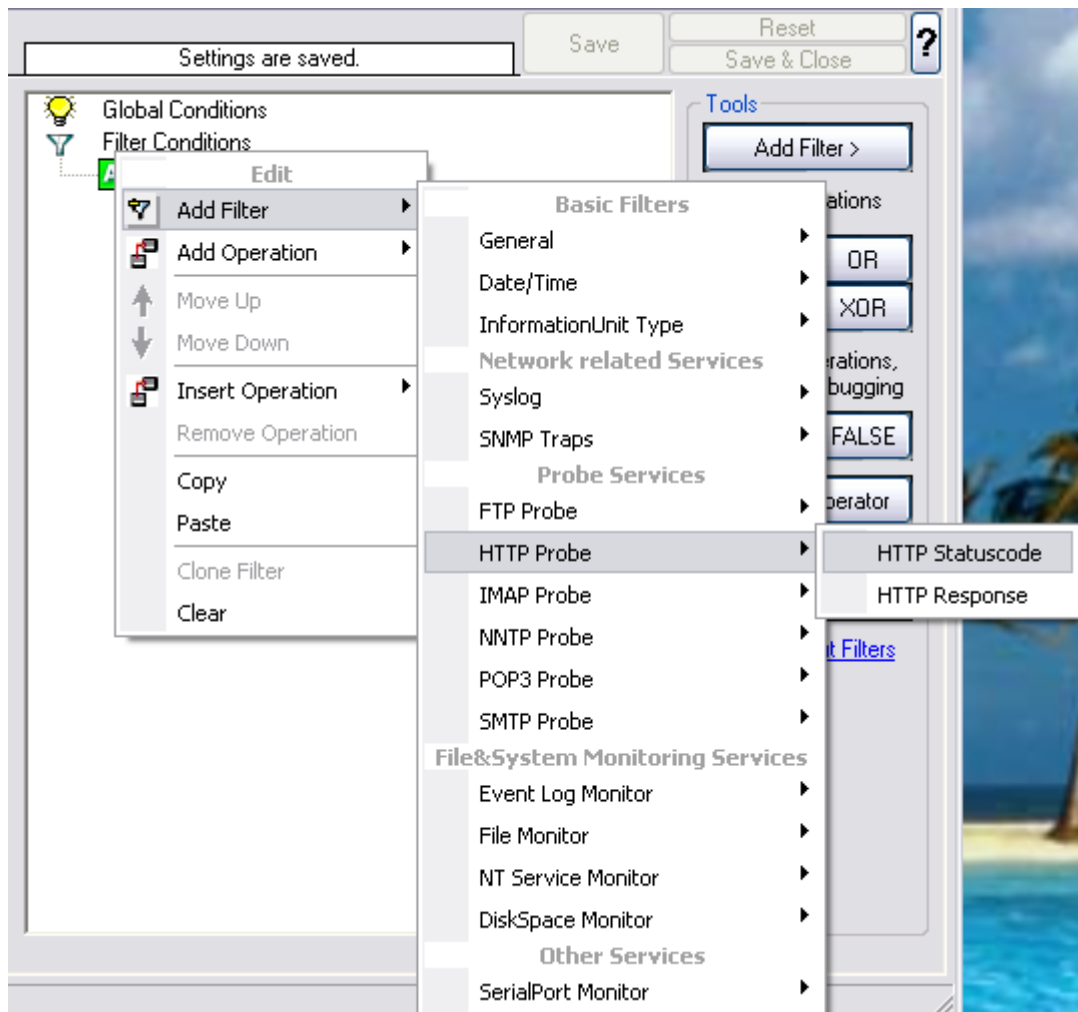 Settings are saved.
Save
Reset
Save & Close
?
Global Conditions
Filter Conditions
Tools
Add Filter >
ations
OR
XOR
rations,
bugging
FALSE
perator
t Filters
Edit
Add Filter
Add Operation
Move Up
Move Down
Insert Operation
Remove Operation
Copy
Paste
Clone Filter
Clear
Basic Filters
General
Date/Time
InformationUnit Type
Network related Services
Syslog
SNMP Traps
Probe Services
FTP Probe
HTTP Probe
IMAP Probe
NNTP Probe
POP3 Probe
SMTP Probe
File&System Monitoring Services
Event Log Monitor
File Monitor
NT Service Monitor
DiskSpace Monitor
Other Services
SerialPort Monitor
HTTP Statuscode
HTTP Response